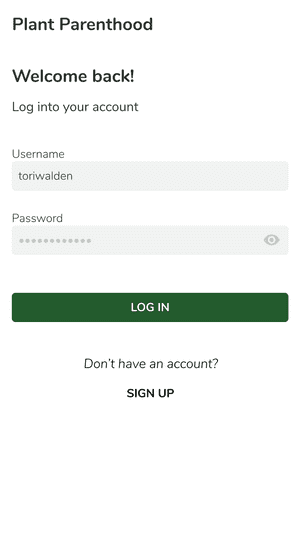 Plant Parenthood
Welcome back!
Log into your account
Username
toriwalden
Password
●●●●●●●●●●●●
LOG IN
Don't have an account?
SIGN UP